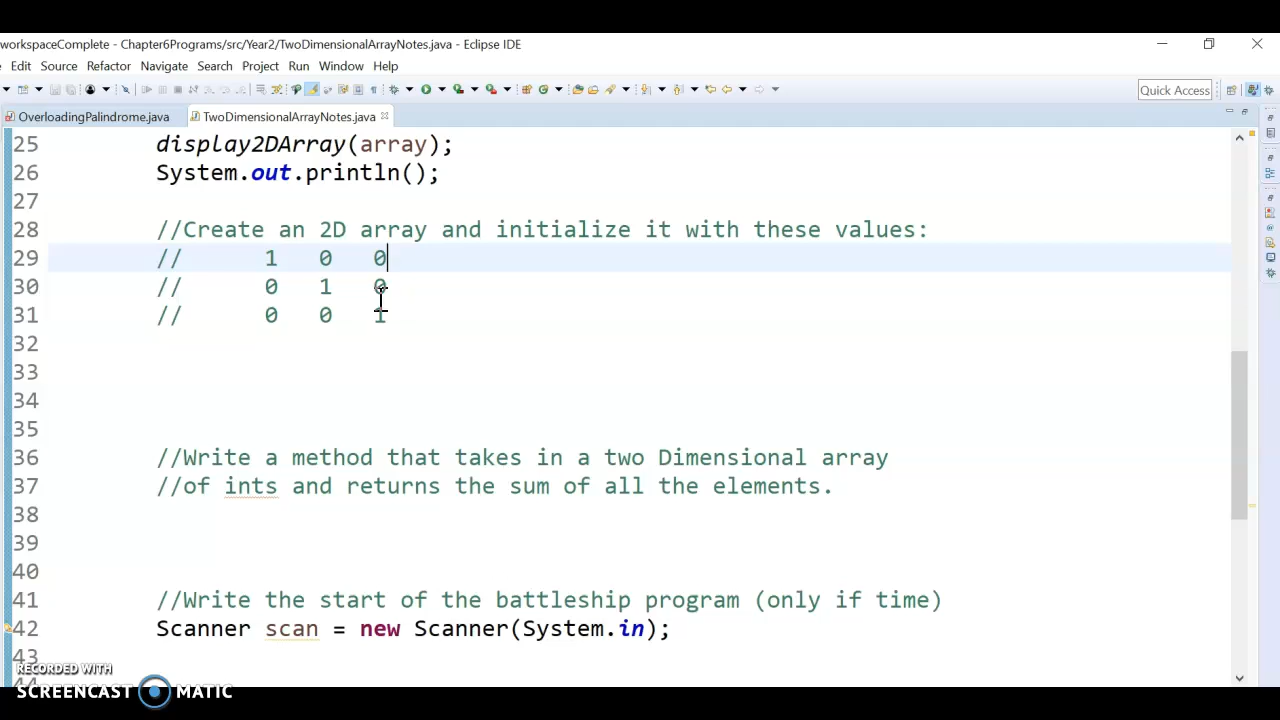 workspaceComplete - Chapter6Programs/src/Year2/TwoDimensionalArrayNotes.java - Eclipse IDE
Edit Source Refactor Navigate Search Project Run Window Help
Quick Access
OverloadingPalindrome.java TwoDimensionalArrayNotes.java
25 display2DArray(array);
26 System.out.println();
27
28 //Create an 2D array and initialize it with these values:
29 // 1 0 0
30 // 0 1 0
31 // 0 0 1
32
33
34
35
36 //Write a method that takes in a two Dimensional array
37 //of ints and returns the sum of all the elements.
38
39
40
41 //Write the start of the battleship program (only if time)
42 Scanner scan = new Scanner(System.in);
43
RECORDED WITH
SCREENCAST MATIC